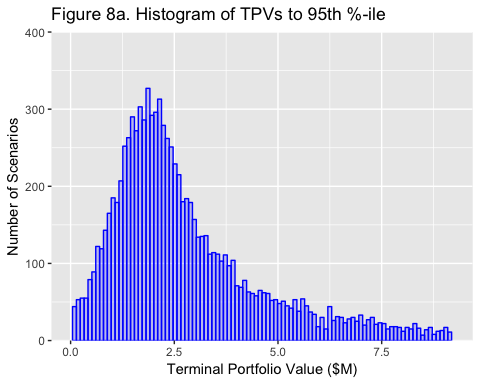 Figure 8a. Histogram of TPVs to 95th %-ile
Number of Scenarios
400
300
200
100
0
0.0 2.5 5.0 7.5
Terminal Portfolio Value ($M)